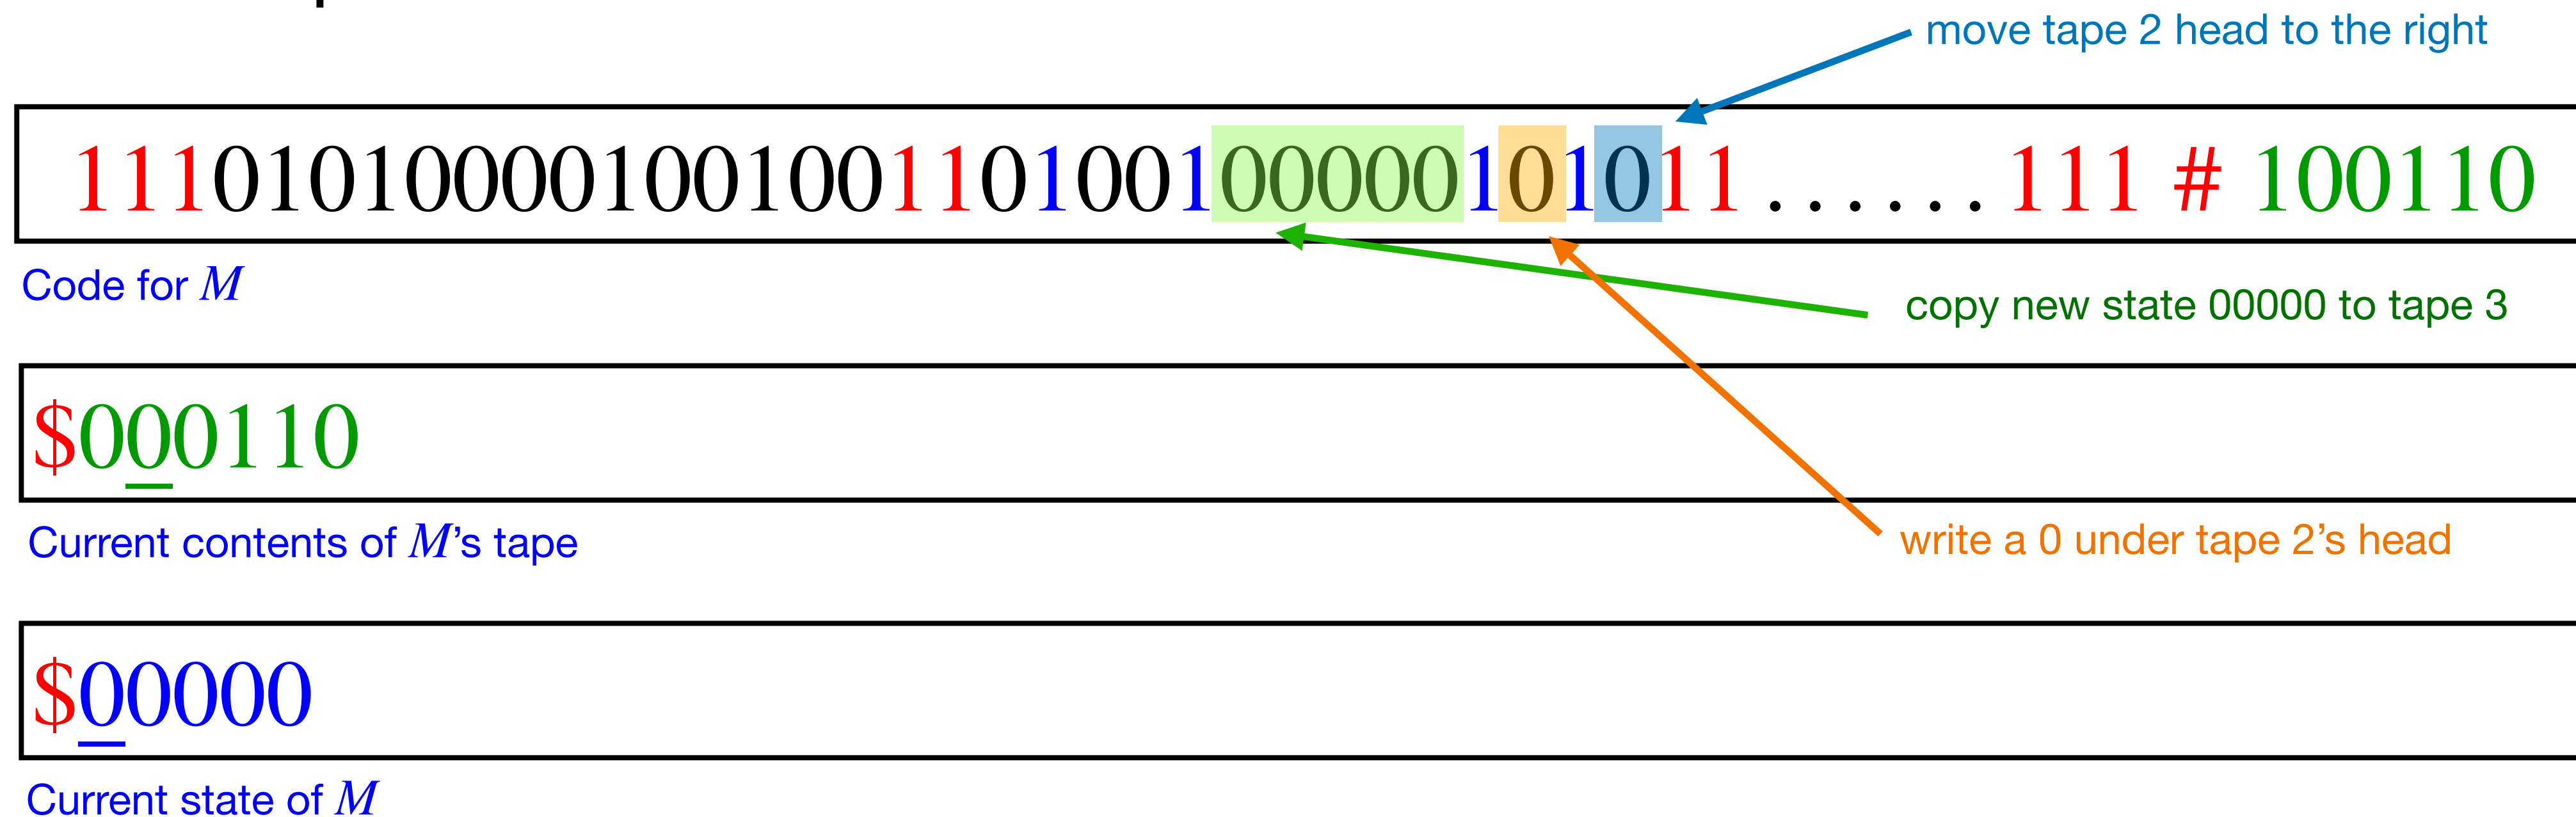 move tape 2 head to the right
11101010000100100110100100000101011 . . . . . . 111 # 100110
Code for M
copy new state 00000 to tape 3
$000110
Current contents of M's tape
write a 0 under tape 2's head
$00000
Current state of M